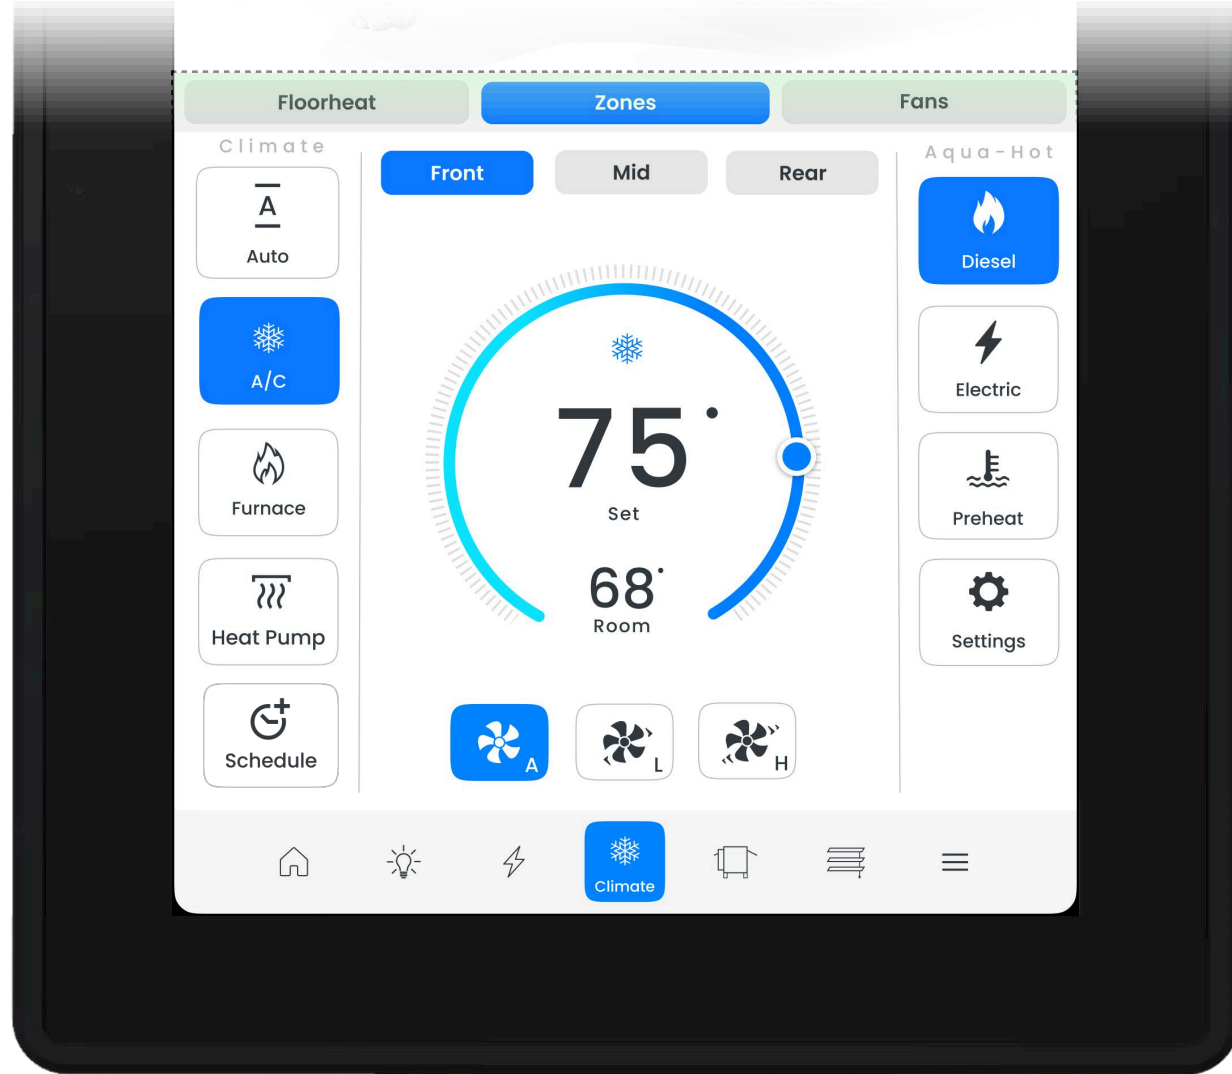 Floorheat Zones Fans
Climate
Aqua-Hot
Front Mid Rear
A
Auto
A/C
Furnace
Heat Pump
Schedule
75°
Set
68°
Room
A L H
Diesel
Electric
Preheat
Settings
Climate